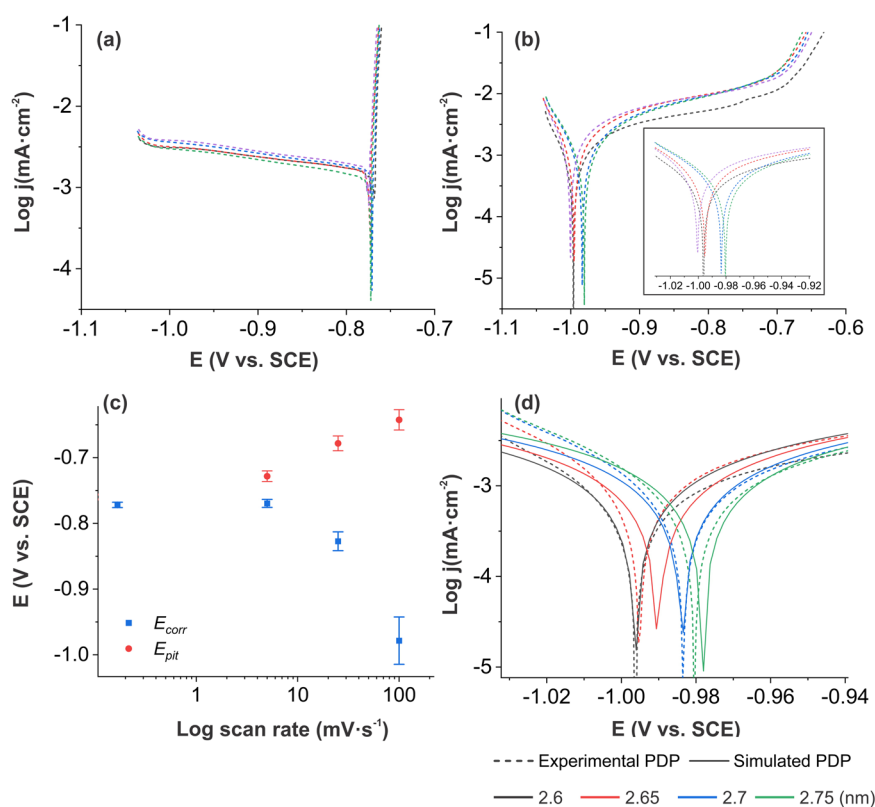 (a)
-1
-2
-3
-4
Log j(mA·cm⁻²)
-1.1 -1.0 -0.9 -0.8 -0.7
E (V vs. SCE)
(b)
-1
-2
-3
-4
-5
Log j(mA·cm⁻²)
-1.02 -1.00 -0.98 -0.96 -0.94 -0.92
-1.1 -1.0 -0.9 -0.8 -0.7 -0.6
E (V vs. SCE)
(c)
-0.7
-0.8
-0.9
-1.0
E (V vs. SCE)
E_corr
E_pit
1 10 100
Log scan rate (mV·s⁻¹)
(d)
-3
-4
-5
Log j(mA·cm⁻²)
-1.02 -1.00 -0.98 -0.96 -0.94
E (V vs. SCE)
Experimental PDP Simulated PDP
2.6 2.65 2.7 2.75 (nm)